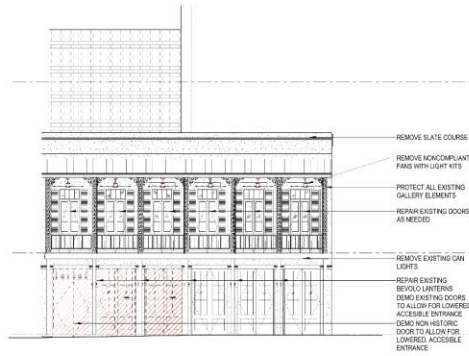 REMOVE SLATE COURSE
REMOVE NONCOMPLIANT
FANS WITH LIGHT KITS
PROTECT ALL EXISTING
GALLERY ELEMENTS
REPAIR EXISTING DOORS
AS NEEDED
REMOVE EXISTING CAN
LIGHTS
REPAIR EXISTING
BEVOLO LANTERNS
DEMO EXISTING DOORS
TO ALLOW FOR LOWERED
ACCESIBLE ENTRANCE
DEMO NON HISTORIC
DOOR TO ALLOW FOR
LOWERED, ACCESIBLE
ENTRANCE